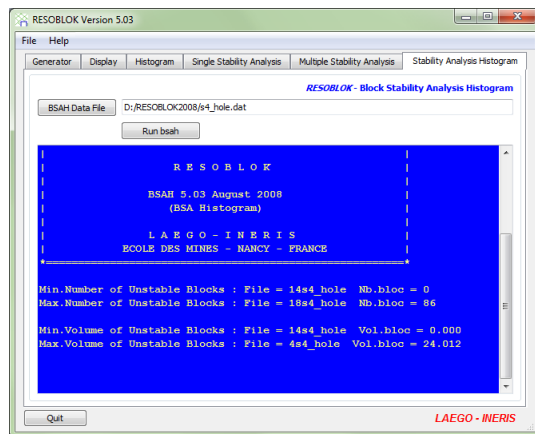 RESOBLOK Version 5.03
File Help
Generator Display Histogram Single Stability Analysis Multiple Stability Analysis Stability Analysis Histogram
RESOBLOK - Block Stability Analysis Histogram
BSAH Data File D:/RESOBLOK2008/s4_hole.dat
Run bsah
| |
| R E S O B L O K |
| |
| BSAH 5.03 August 2008 |
| (BSA Histogram) |
| |
| L A E G O - I N E R I S |
| ECOLE DES MINES - NANCY - FRANCE |
*==========================================================*
Min.Number of Unstable Blocks : File = 14s4_hole Nb.bloc = 0
Max.Number of Unstable Blocks : File = 18s4_hole Nb.bloc = 86
Min.Volume of Unstable Blocks : File = 14s4_hole Vol.bloc = 0.000
Max.Volume of Unstable Blocks : File = 4s4_hole Vol.bloc = 24.012
Quit LAEGO - INERIS